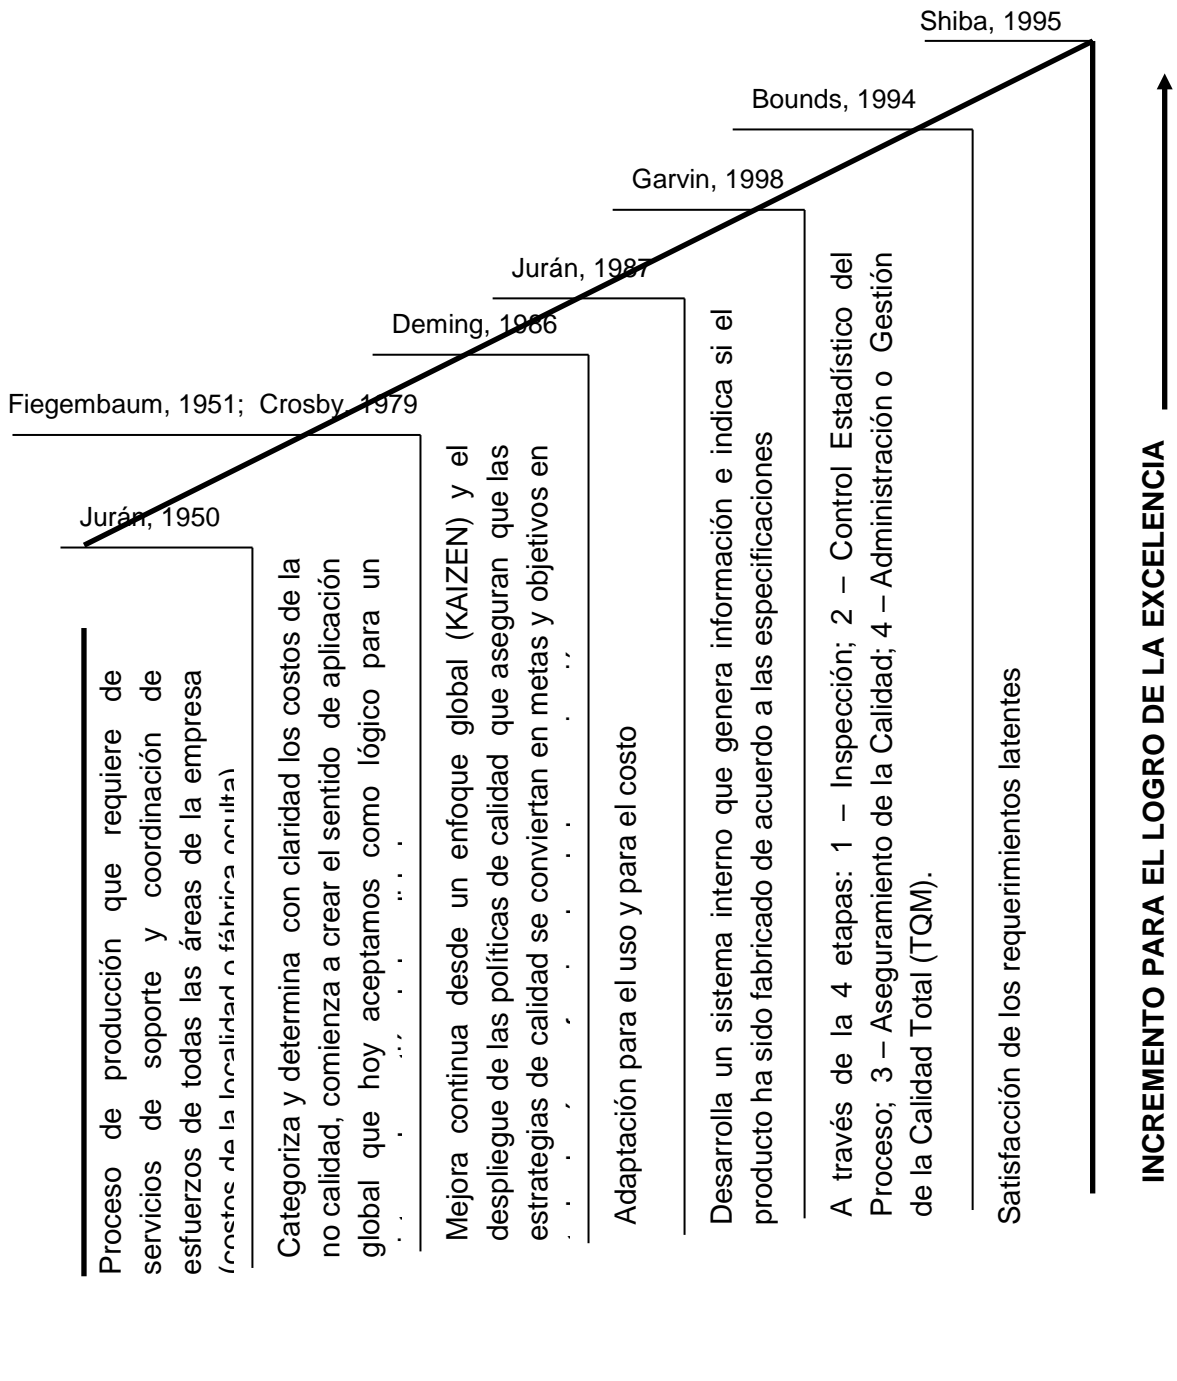 Shiba, 1995
Bounds, 1994
Garvin, 1998
Jurán, 1987
Deming, 1986
Fiegembaum, 1951;  Crosby, 1979
Jurán, 1950
Proceso de producción que requiere de
servicios de soporte y coordinación de
esfuerzos de todas las áreas de la empresa
(costos de la localidad o fábrica oculta)
Categoriza y determina con claridad los costos de la
no calidad, comienza a crear el sentido de aplicación
global que hoy aceptamos como lógico para un
Mejora continua desde un enfoque global (KAIZEN) y el
despliegue de las políticas de calidad que aseguran que las
estrategias de calidad se conviertan en metas y objetivos en
Adaptación para el uso y para el costo
Desarrolla un sistema interno que genera información e indica si el
producto ha sido fabricado de acuerdo a las especificaciones
A través de la 4 etapas: 1 – Inspección; 2 – Control Estadístico del
Proceso; 3 – Aseguramiento de la Calidad; 4 – Administración o Gestión
de la Calidad Total (TQM).
Satisfacción de los requerimientos latentes
INCREMENTO PARA EL LOGRO DE LA EXCELENCIA